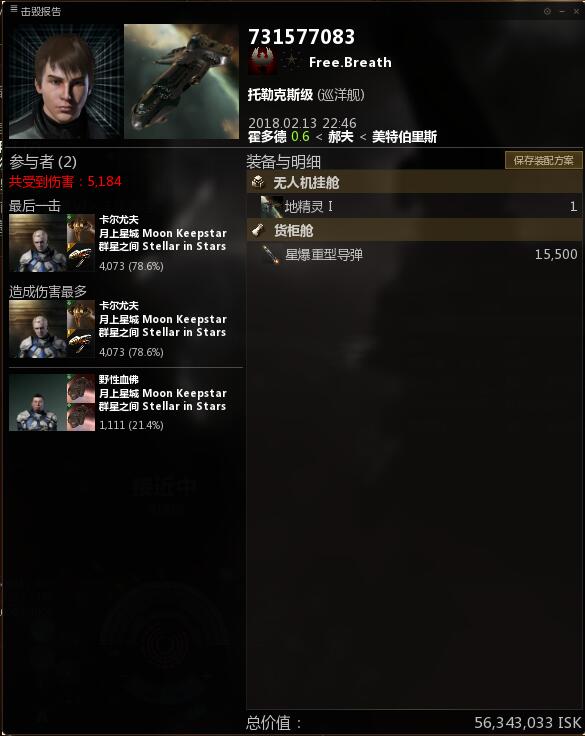 击毁报告
731577083
Free.Breath
托勒克斯级 (巡洋舰)
2018.02.13 22:46
霍多德 0.6 < 郝夫 < 美特伯里斯
参与者 (2)
共受到伤害：5,184
最后一击
卡尔尤夫
月上星城 Moon Keepstar
群星之间 Stellar in Stars
4,073 (78.6%)
造成伤害最多
卡尔尤夫
月上星城 Moon Keepstar
群星之间 Stellar in Stars
4,073 (78.6%)
野性血佛
月上星城 Moon Keepstar
群星之间 Stellar in Stars
1,111 (21.4%)
接近中
装备与明细
保存装配方案
无人机挂舱
地精灵 I
1
货柜舱
星爆重型导弹
15,500
总价值：
56,343,033 ISK